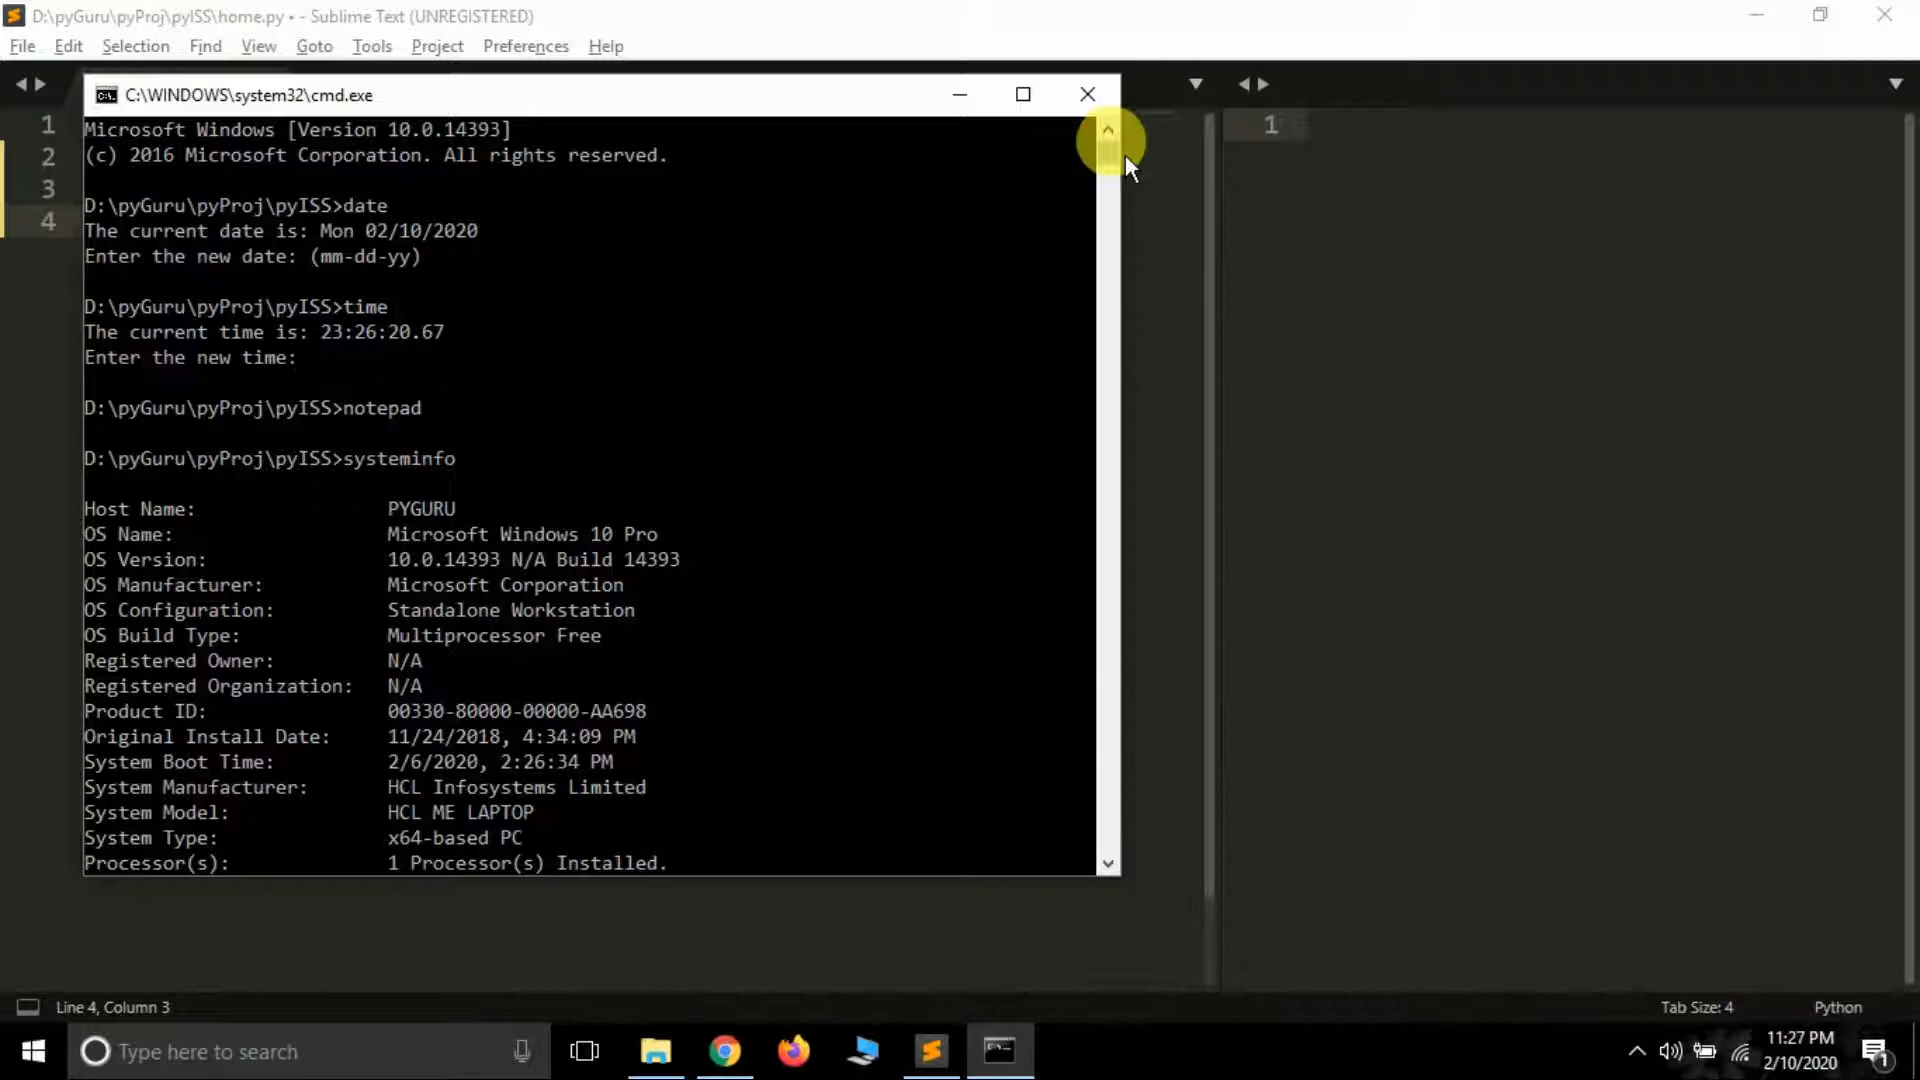 D:\pyGuru\pyProj\pyISS\home.py • - Sublime Text (UNREGISTERED)
File Edit Selection Find View Goto Tools Project Preferences Help
C:\WINDOWS\system32\cmd.exe
1
2
3
4
1
Microsoft Windows [Version 10.0.14393]
(c) 2016 Microsoft Corporation. All rights reserved.
D:\pyGuru\pyProj\pyISS>date
The current date is: Mon 02/10/2020
Enter the new date: (mm-dd-yy)
D:\pyGuru\pyProj\pyISS>time
The current time is: 23:26:20.67
Enter the new time:
D:\pyGuru\pyProj\pyISS>notepad
D:\pyGuru\pyProj\pyISS>systeminfo
Host Name: PYGURU
OS Name: Microsoft Windows 10 Pro
OS Version: 10.0.14393 N/A Build 14393
OS Manufacturer: Microsoft Corporation
OS Configuration: Standalone Workstation
OS Build Type: Multiprocessor Free
Registered Owner: N/A
Registered Organization: N/A
Product ID: 00330-80000-00000-AA698
Original Install Date: 11/24/2018, 4:34:09 PM
System Boot Time: 2/6/2020, 2:26:34 PM
System Manufacturer: HCL Infosystems Limited
System Model: HCL ME LAPTOP
System Type: x64-based PC
Processor(s): 1 Processor(s) Installed.
Line 4, Column 3
Tab Size: 4
Python
Type here to search
11:27 PM
2/10/2020
1